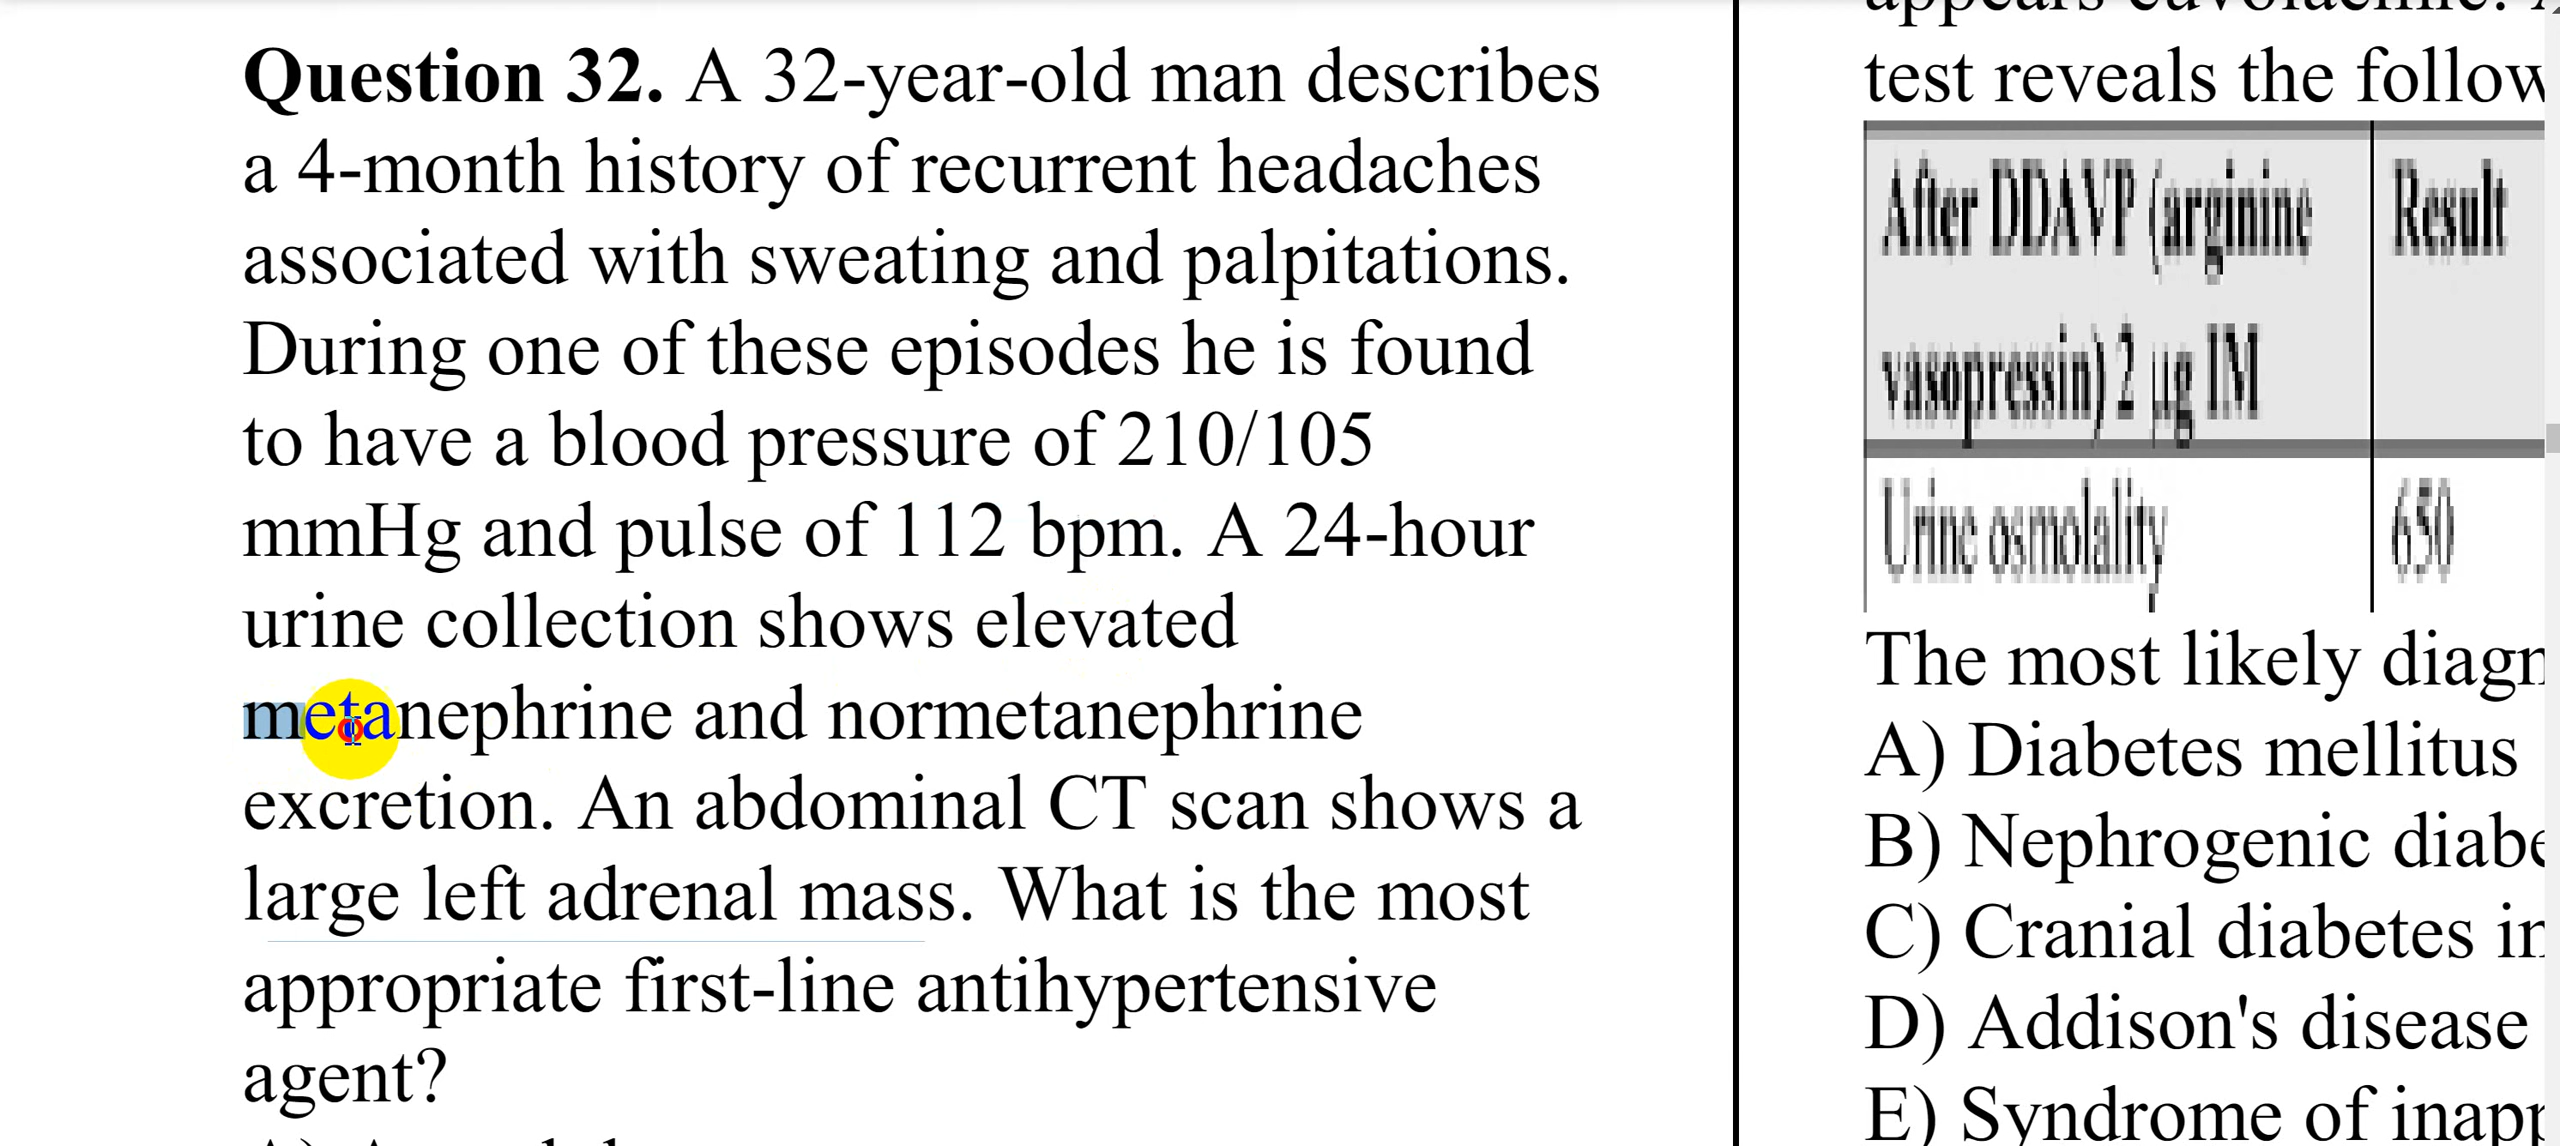 Question 32. A 32-year-old man describes
a 4-month history of recurrent headaches
associated with sweating and palpitations.
During one of these episodes he is found
to have a blood pressure of 210/105
mmHg and pulse of 112 bpm. A 24-hour
urine collection shows elevated
metanephrine and normetanephrine
excretion. An abdominal CT scan shows a
large left adrenal mass. What is the most
appropriate first-line antihypertensive
agent?
test reveals the follow
After DDAVP (arginine
vasopressin) 2 µg IM
Result
Urine osmolality
650
The most likely diagn
A) Diabetes mellitus
B) Nephrogenic diabe
C) Cranial diabetes in
D) Addison's disease
E) Syndrome of inapp